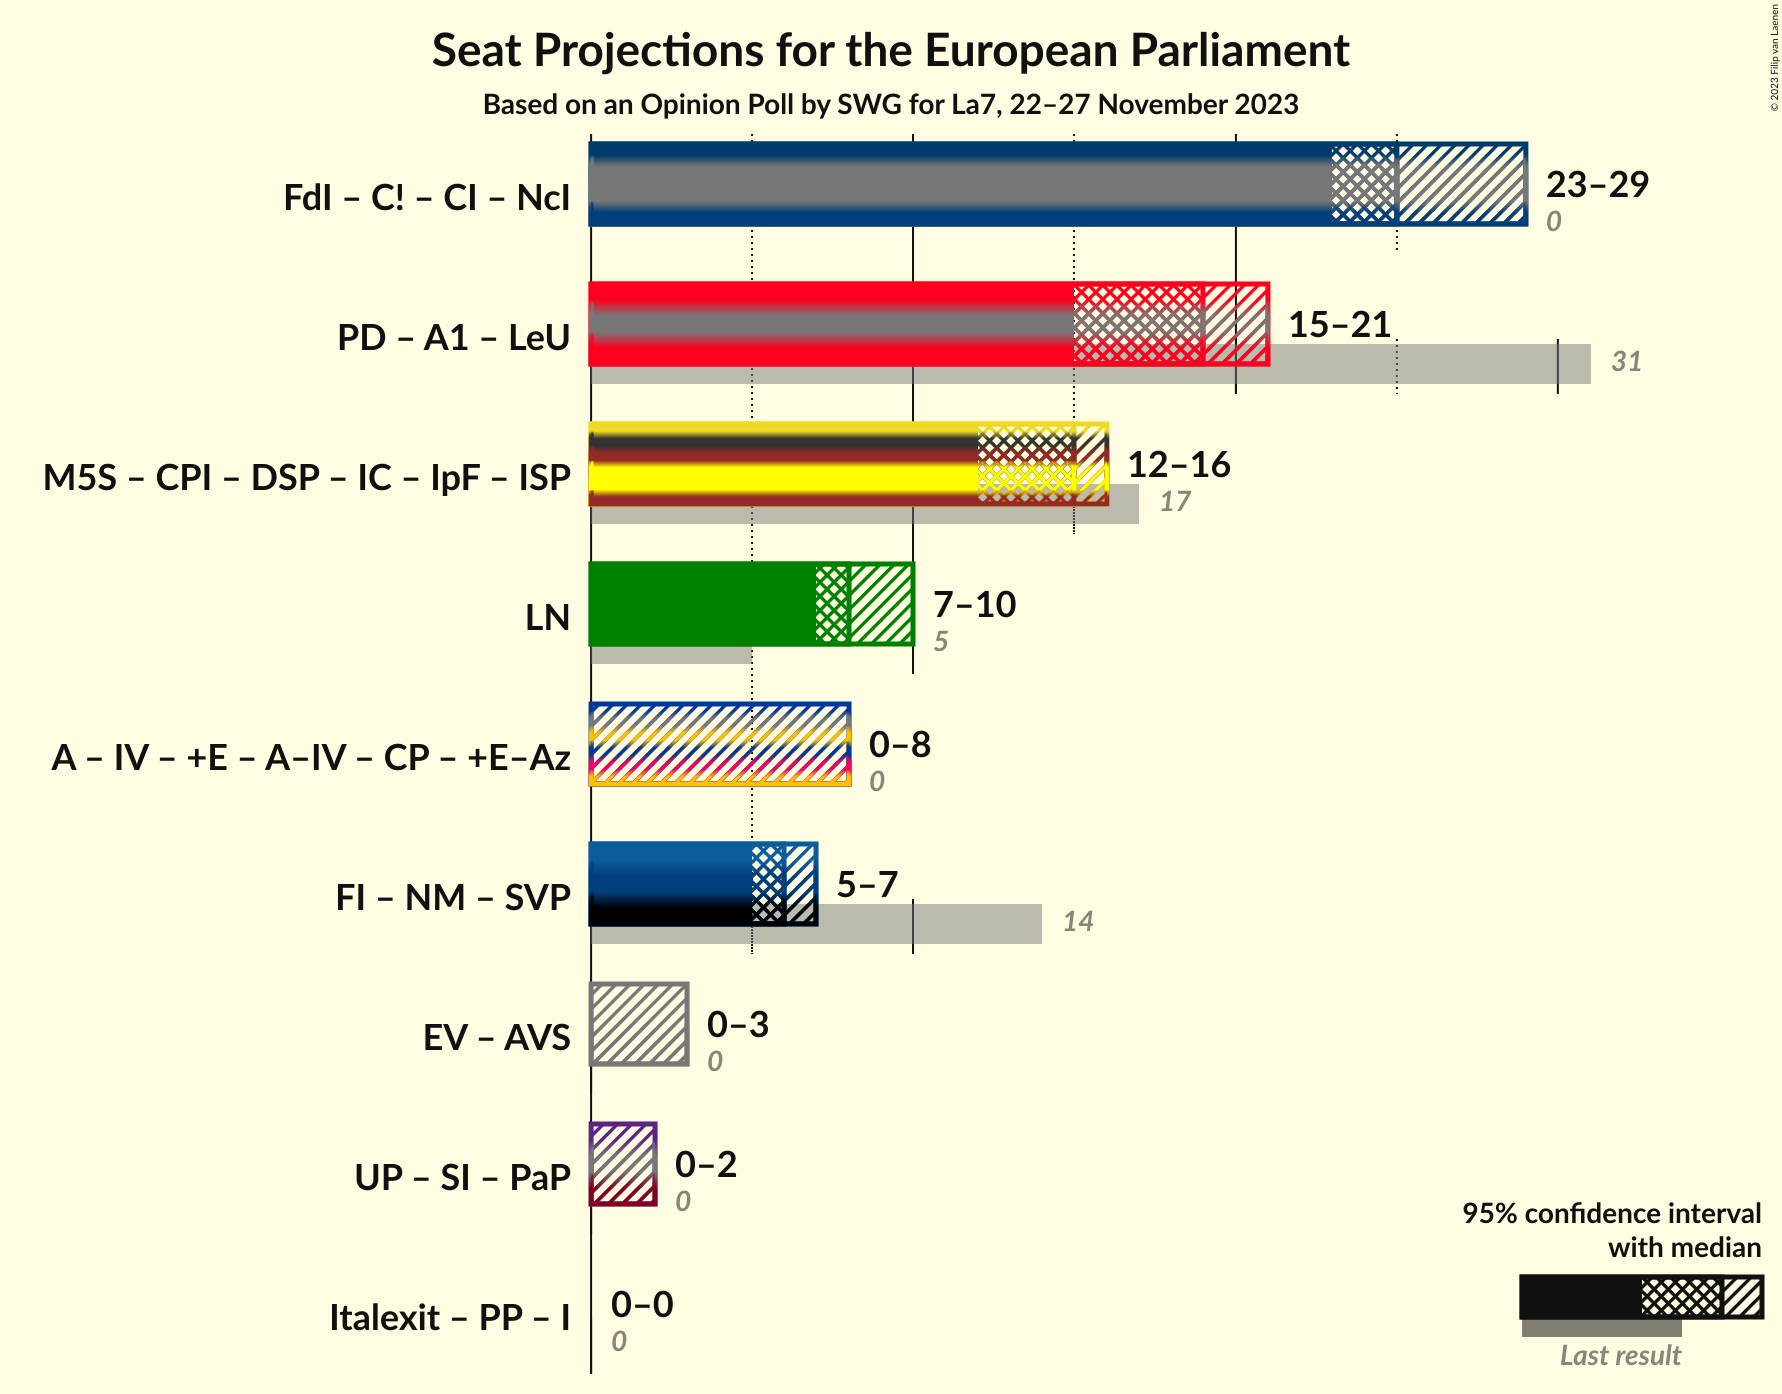 Seat Projections for the European Parliament
Based on an Opinion Poll by SWG for La7, 22–27 November 2023
© 2023 Filip van Laenen
FdI – C! – CI – NcI
23–29
0
PD – A1 – LeU
15–21
31
M5S – CPI – DSP – IC – IpF – ISP
12–16
17
LN
7–10
5
A – IV – +E – A–IV – CP – +E–Az
0–8
0
FI – NM – SVP
5–7
14
EV – AVS
0–3
0
UP – SI – PaP
0–2
0
Italexit – PP – I
0–0
0
95% confidence interval
with median
Last result